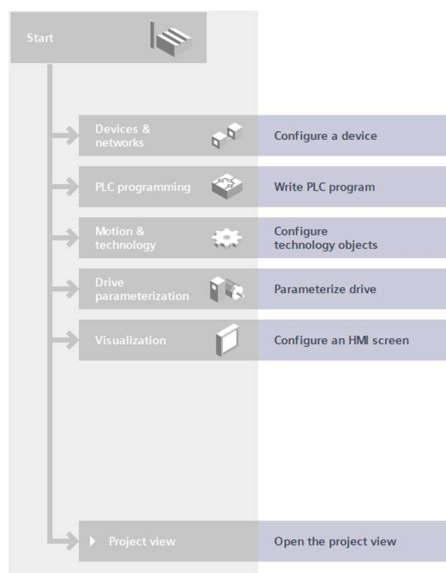 Start
Devices &
networks
Configure a device
PLC programming
Write PLC program
Motion &
technology
Configure
technology objects
Drive
parameterization
Parameterize drive
Visualization
Configure an HMI screen
Project view
Open the project view